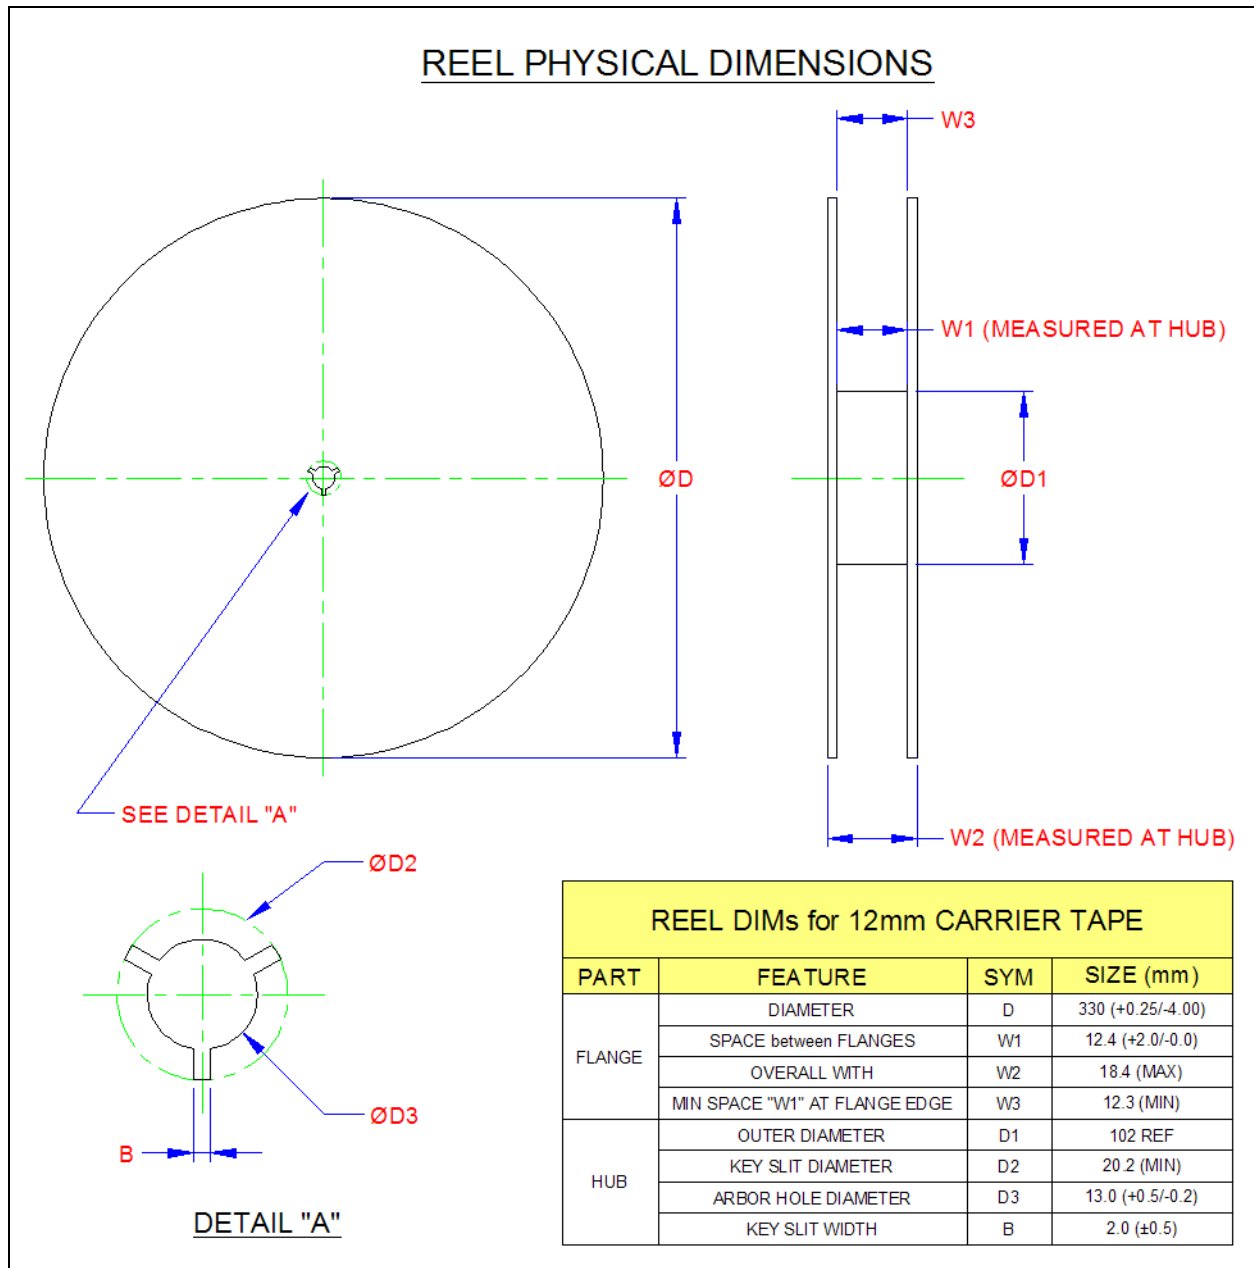 REEL PHYSICAL DIMENSIONS
W3
W1 (MEASURED AT HUB)
ØD
ØD1
SEE DETAIL "A"
W2 (MEASURED AT HUB)
ØD2
ØD3
B
DETAIL "A"
REEL DIMs for 12mm CARRIER TAPE
PART FEATURE SYM SIZE (mm)
FLANGE
DIAMETER D 330 (+0.25/-4.00)
SPACE between FLANGES W1 12.4 (+2.0/-0.0)
OVERALL WITH W2 18.4 (MAX)
MIN SPACE "W1" AT FLANGE EDGE W3 12.3 (MIN)
HUB
OUTER DIAMETER D1 102 REF
KEY SLIT DIAMETER D2 20.2 (MIN)
ARBOR HOLE DIAMETER D3 13.0 (+0.5/-0.2)
KEY SLIT WIDTH B 2.0 (±0.5)